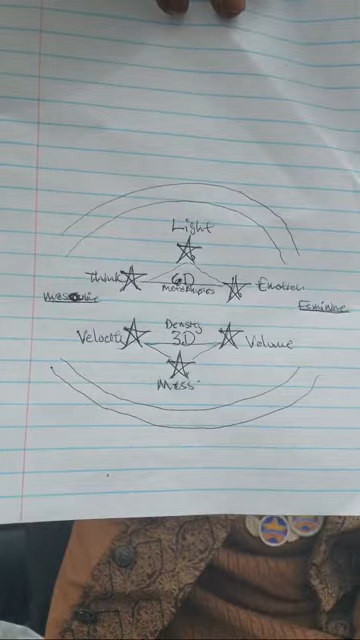 Light
Think 6D Emotion
Metaphysics
Masculine Feminine
Density
Velocity 3D Volume
Mass